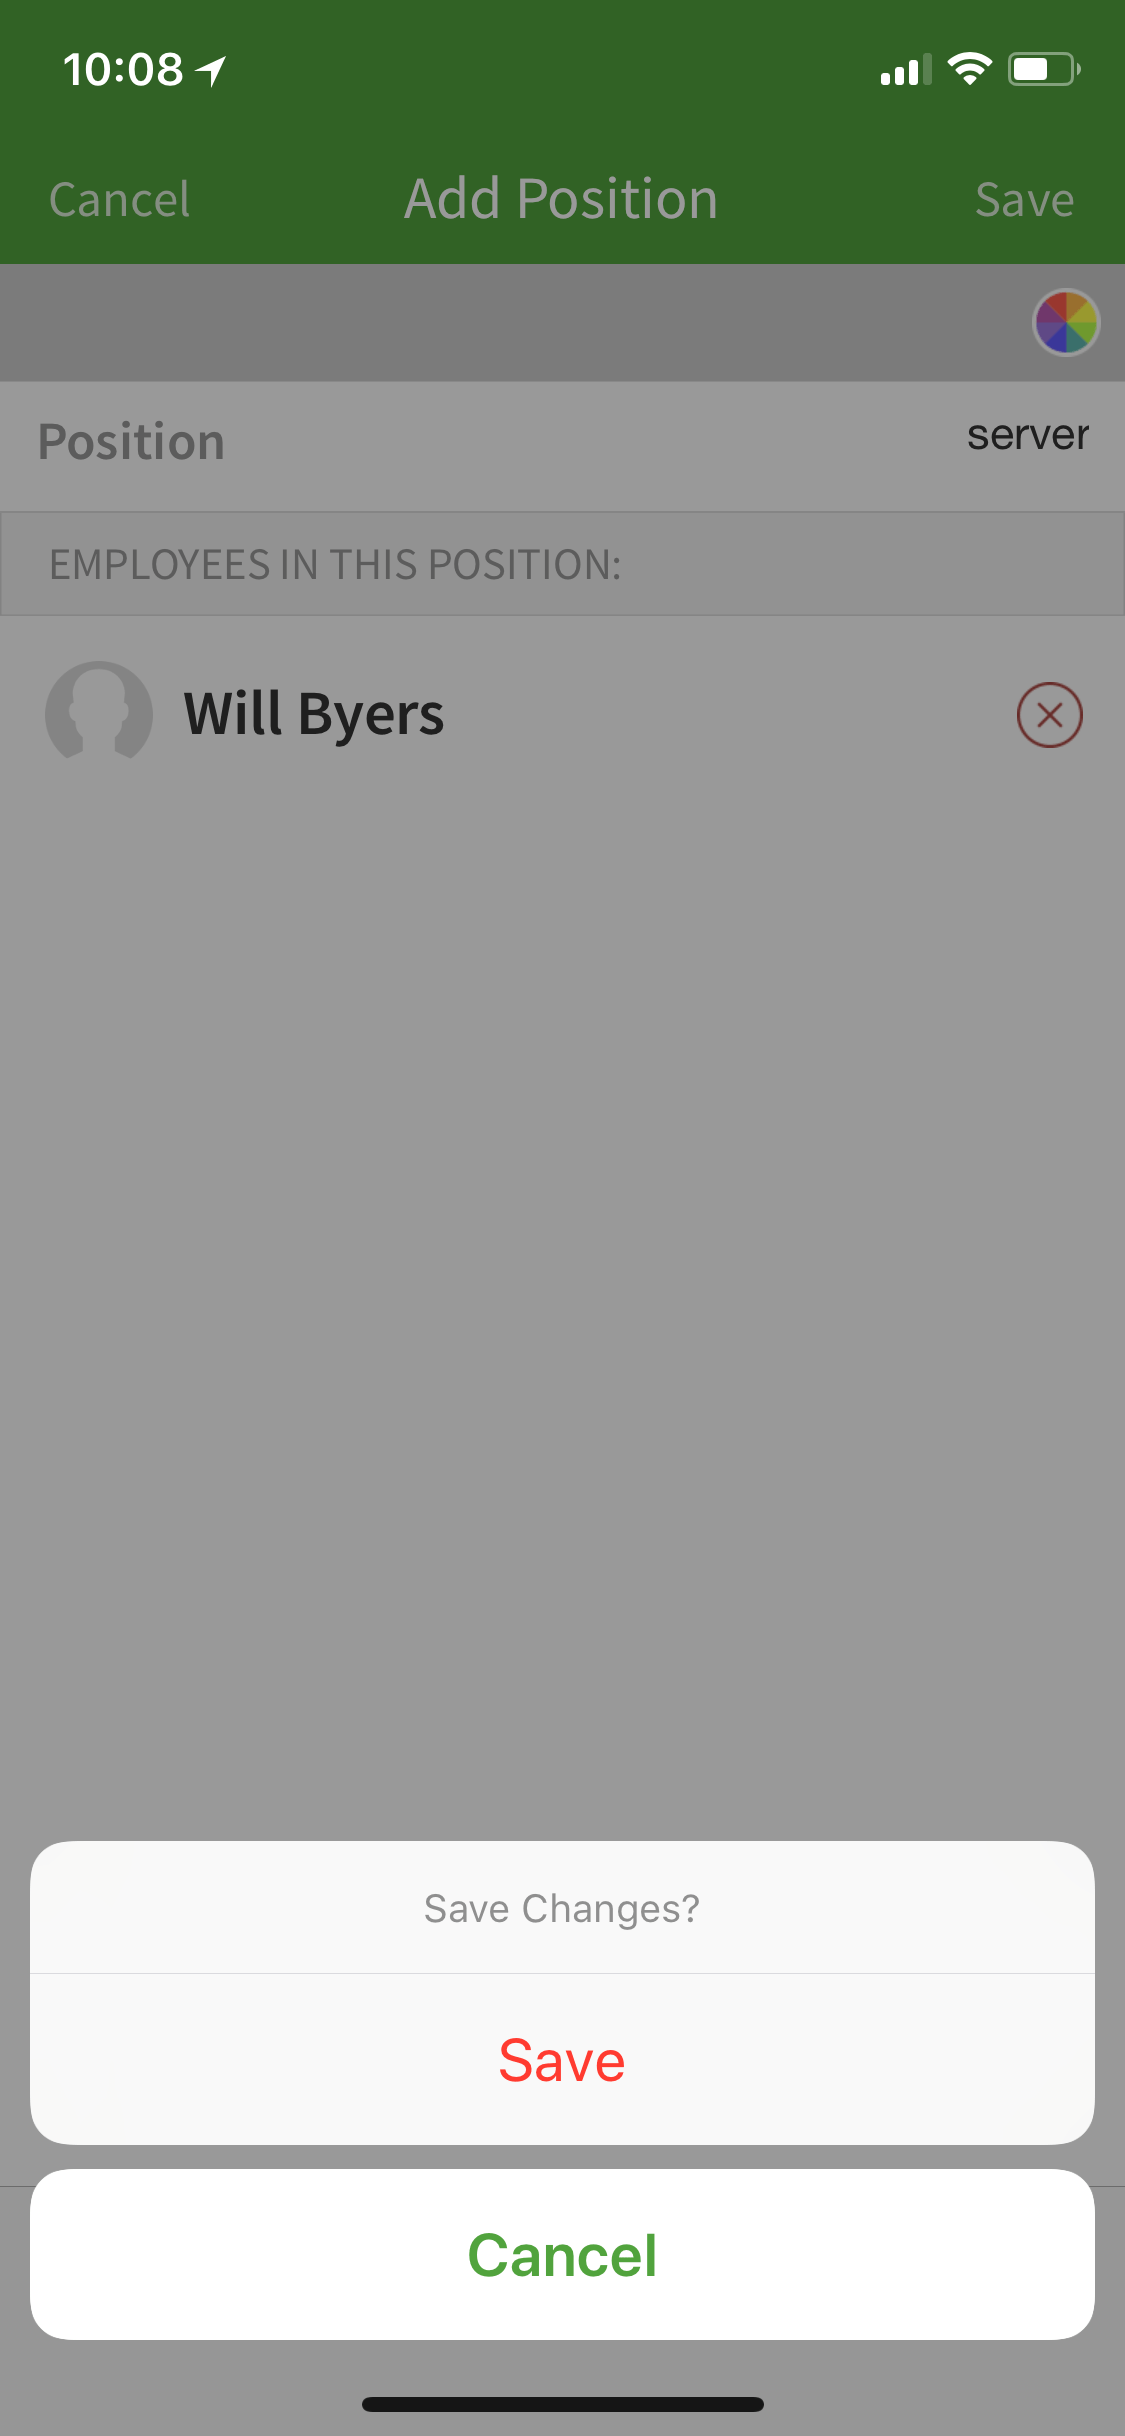 10:08
Cancel Add Position Save
Position server
EMPLOYEES IN THIS POSITION:
Will Byers
Save Changes?
Save
Cancel